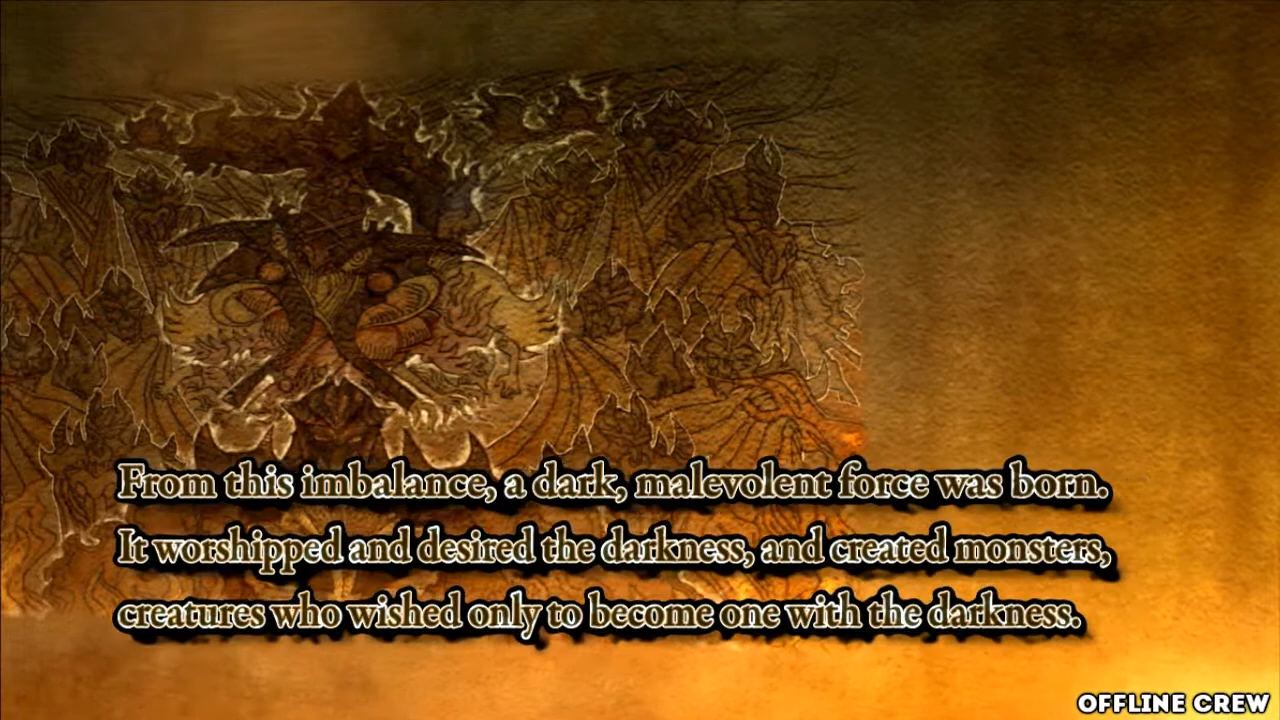 From this imbalance, a dark, malevolent force was born.
It worshipped and desired the darkness, and created monsters,
creatures who wished only to become one with the darkness.
OFFLINE CREW